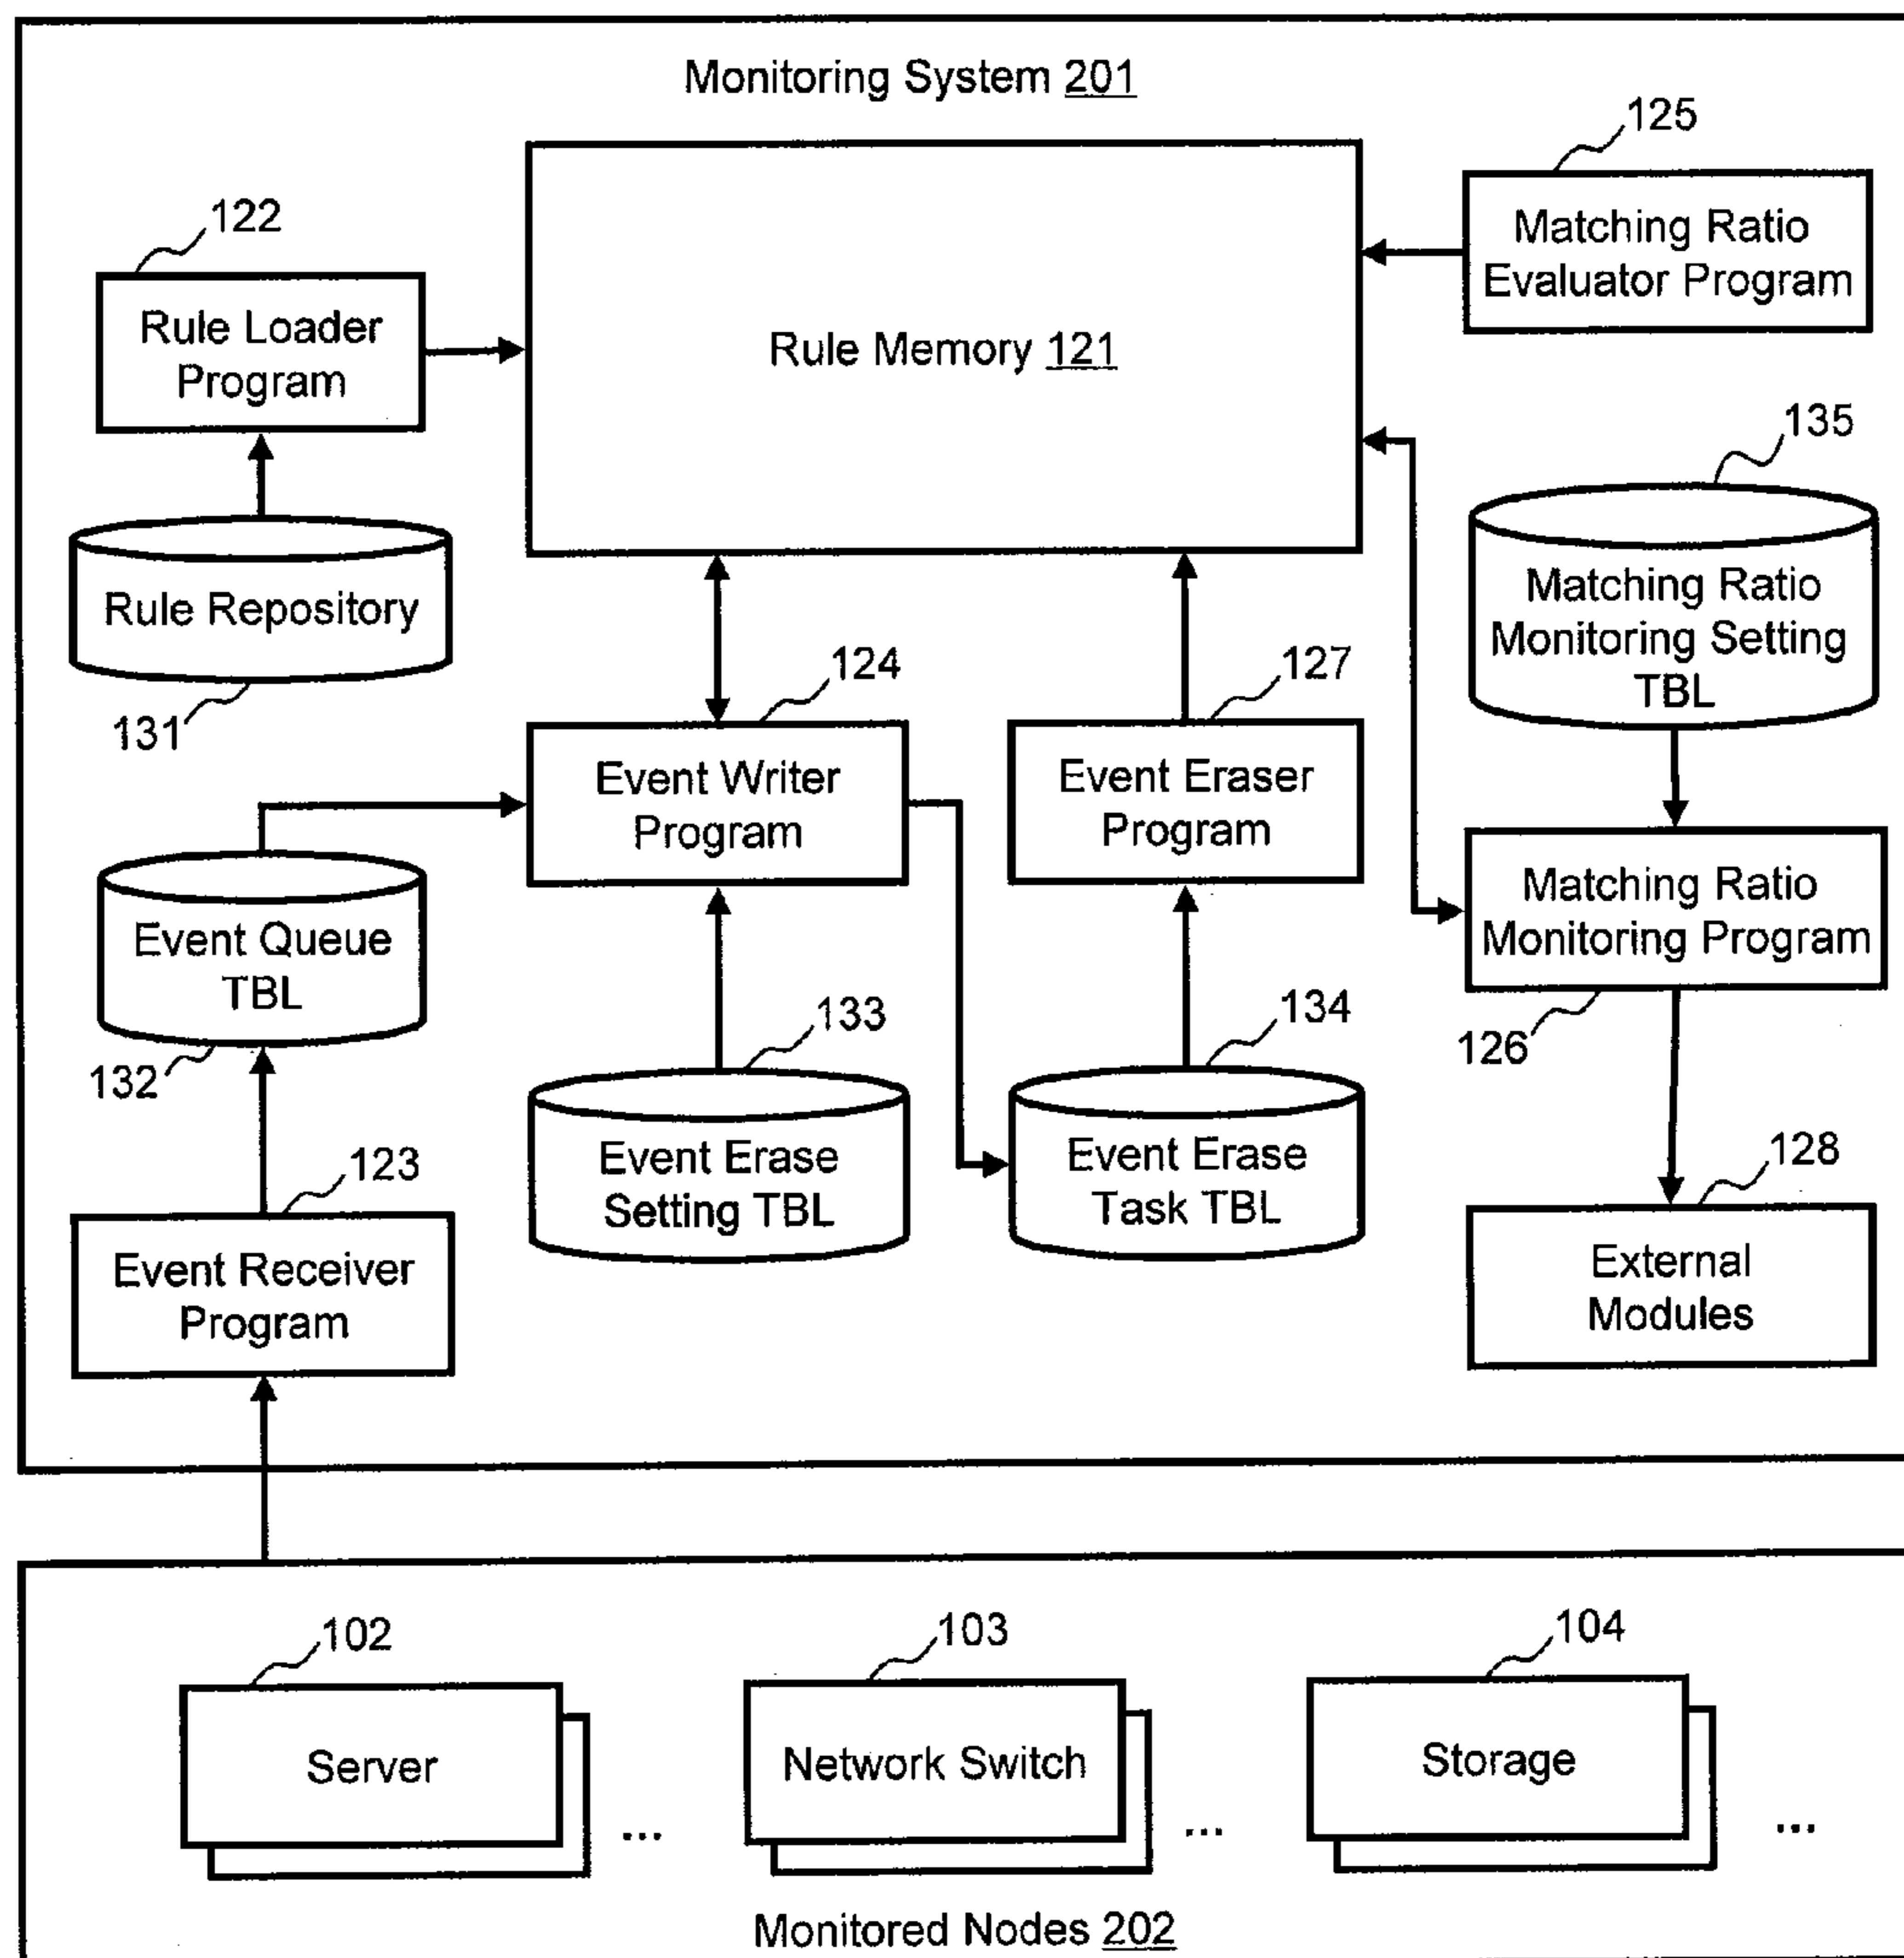 Monitoring System 201
125
Matching Ratio
Evaluator Program
122
Rule Loader
Program
Rule Memory 121
135
Matching Ratio
Monitoring Setting
TBL
Rule Repository
131
124
Event Writer
Program
127
Event Eraser
Program
Matching Ratio
Monitoring Program
126
Event Queue
TBL
132
133
Event Erase
Setting TBL
134
Event Erase
Task TBL
123
Event Receiver
Program
128
External
Modules
102
Server
...
103
Network Switch
...
104
Storage
...
Monitored Nodes 202